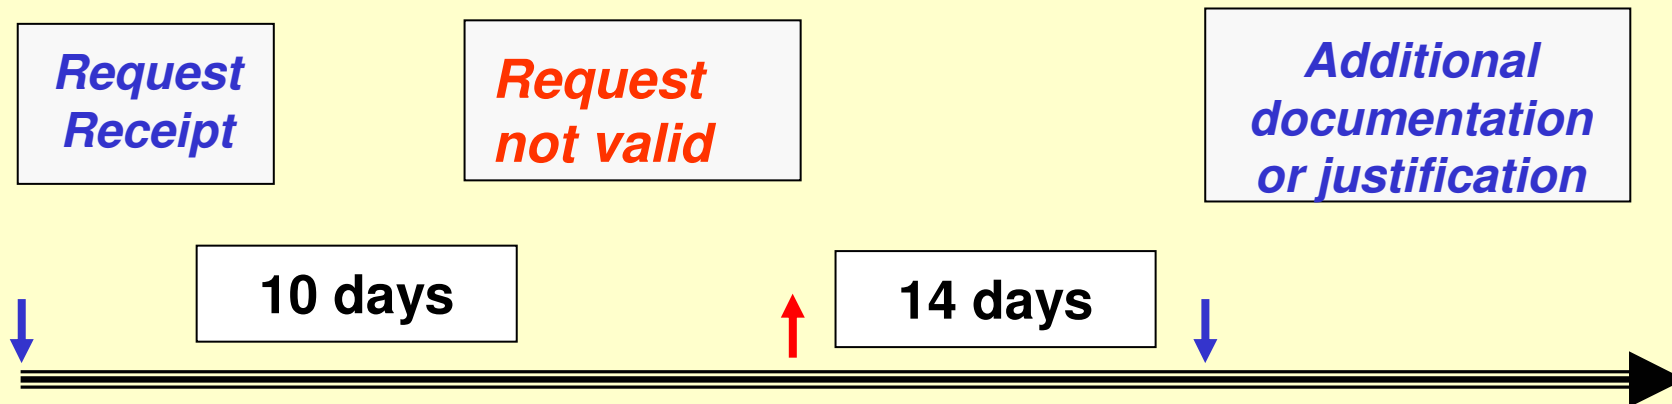 Request
Receipt
Request
not valid
Additional
documentation
or justification
10 days
14 days